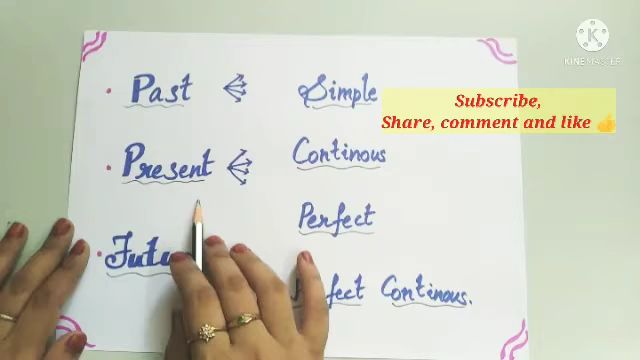 Past
Present
Simple
Continous
Perfect
Continous.
KINEMASTER
Subscribe,
Share, comment and like 👍